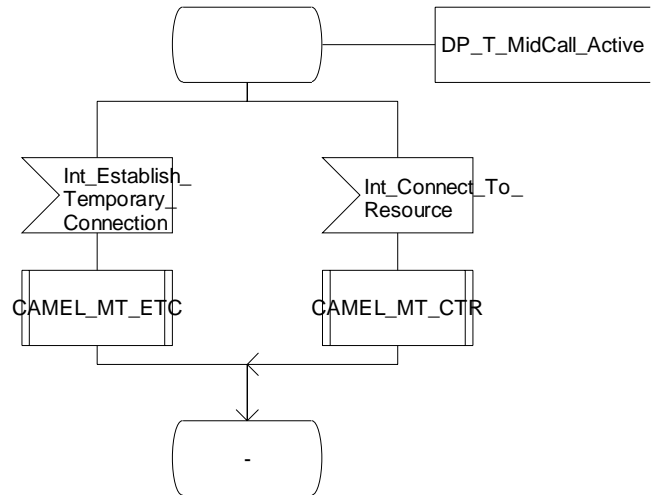 DP_T_MidCall_Active
Int_Establish_
Temporary_
Connection
Int_Connect_To_
Resource
CAMEL_MT_ETC
CAMEL_MT_CTR
-